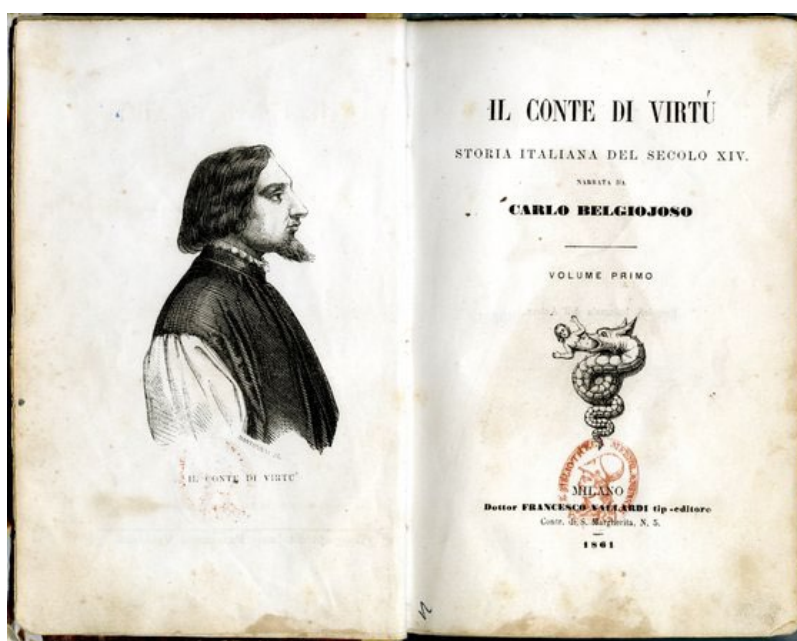 IL CONTE DI VIRTU'
IL CONTE DI VIRTÚ
STORIA ITALIANA DEL SECOLO XIV.
NARRATA DA
CARLO BELGIOJOSO
VOLUME PRIMO
MILANO
Dottor FRANCESCO VALLARDI tip-editore
Contr. di S. Margherita, N. 5.
1861